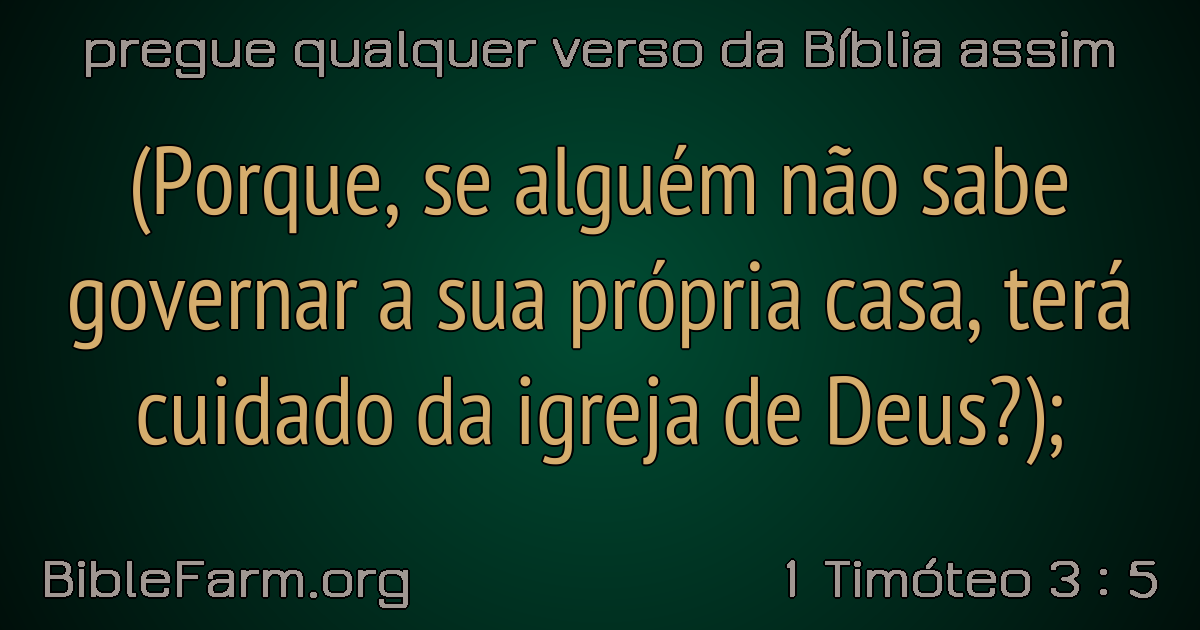 pregue qualquer verso da Bíblia assim
(Porque, se alguém não sabe
governar a sua própria casa, terá
cuidado da igreja de Deus?);
BibleFarm.org
1 Timóteo 3 : 5